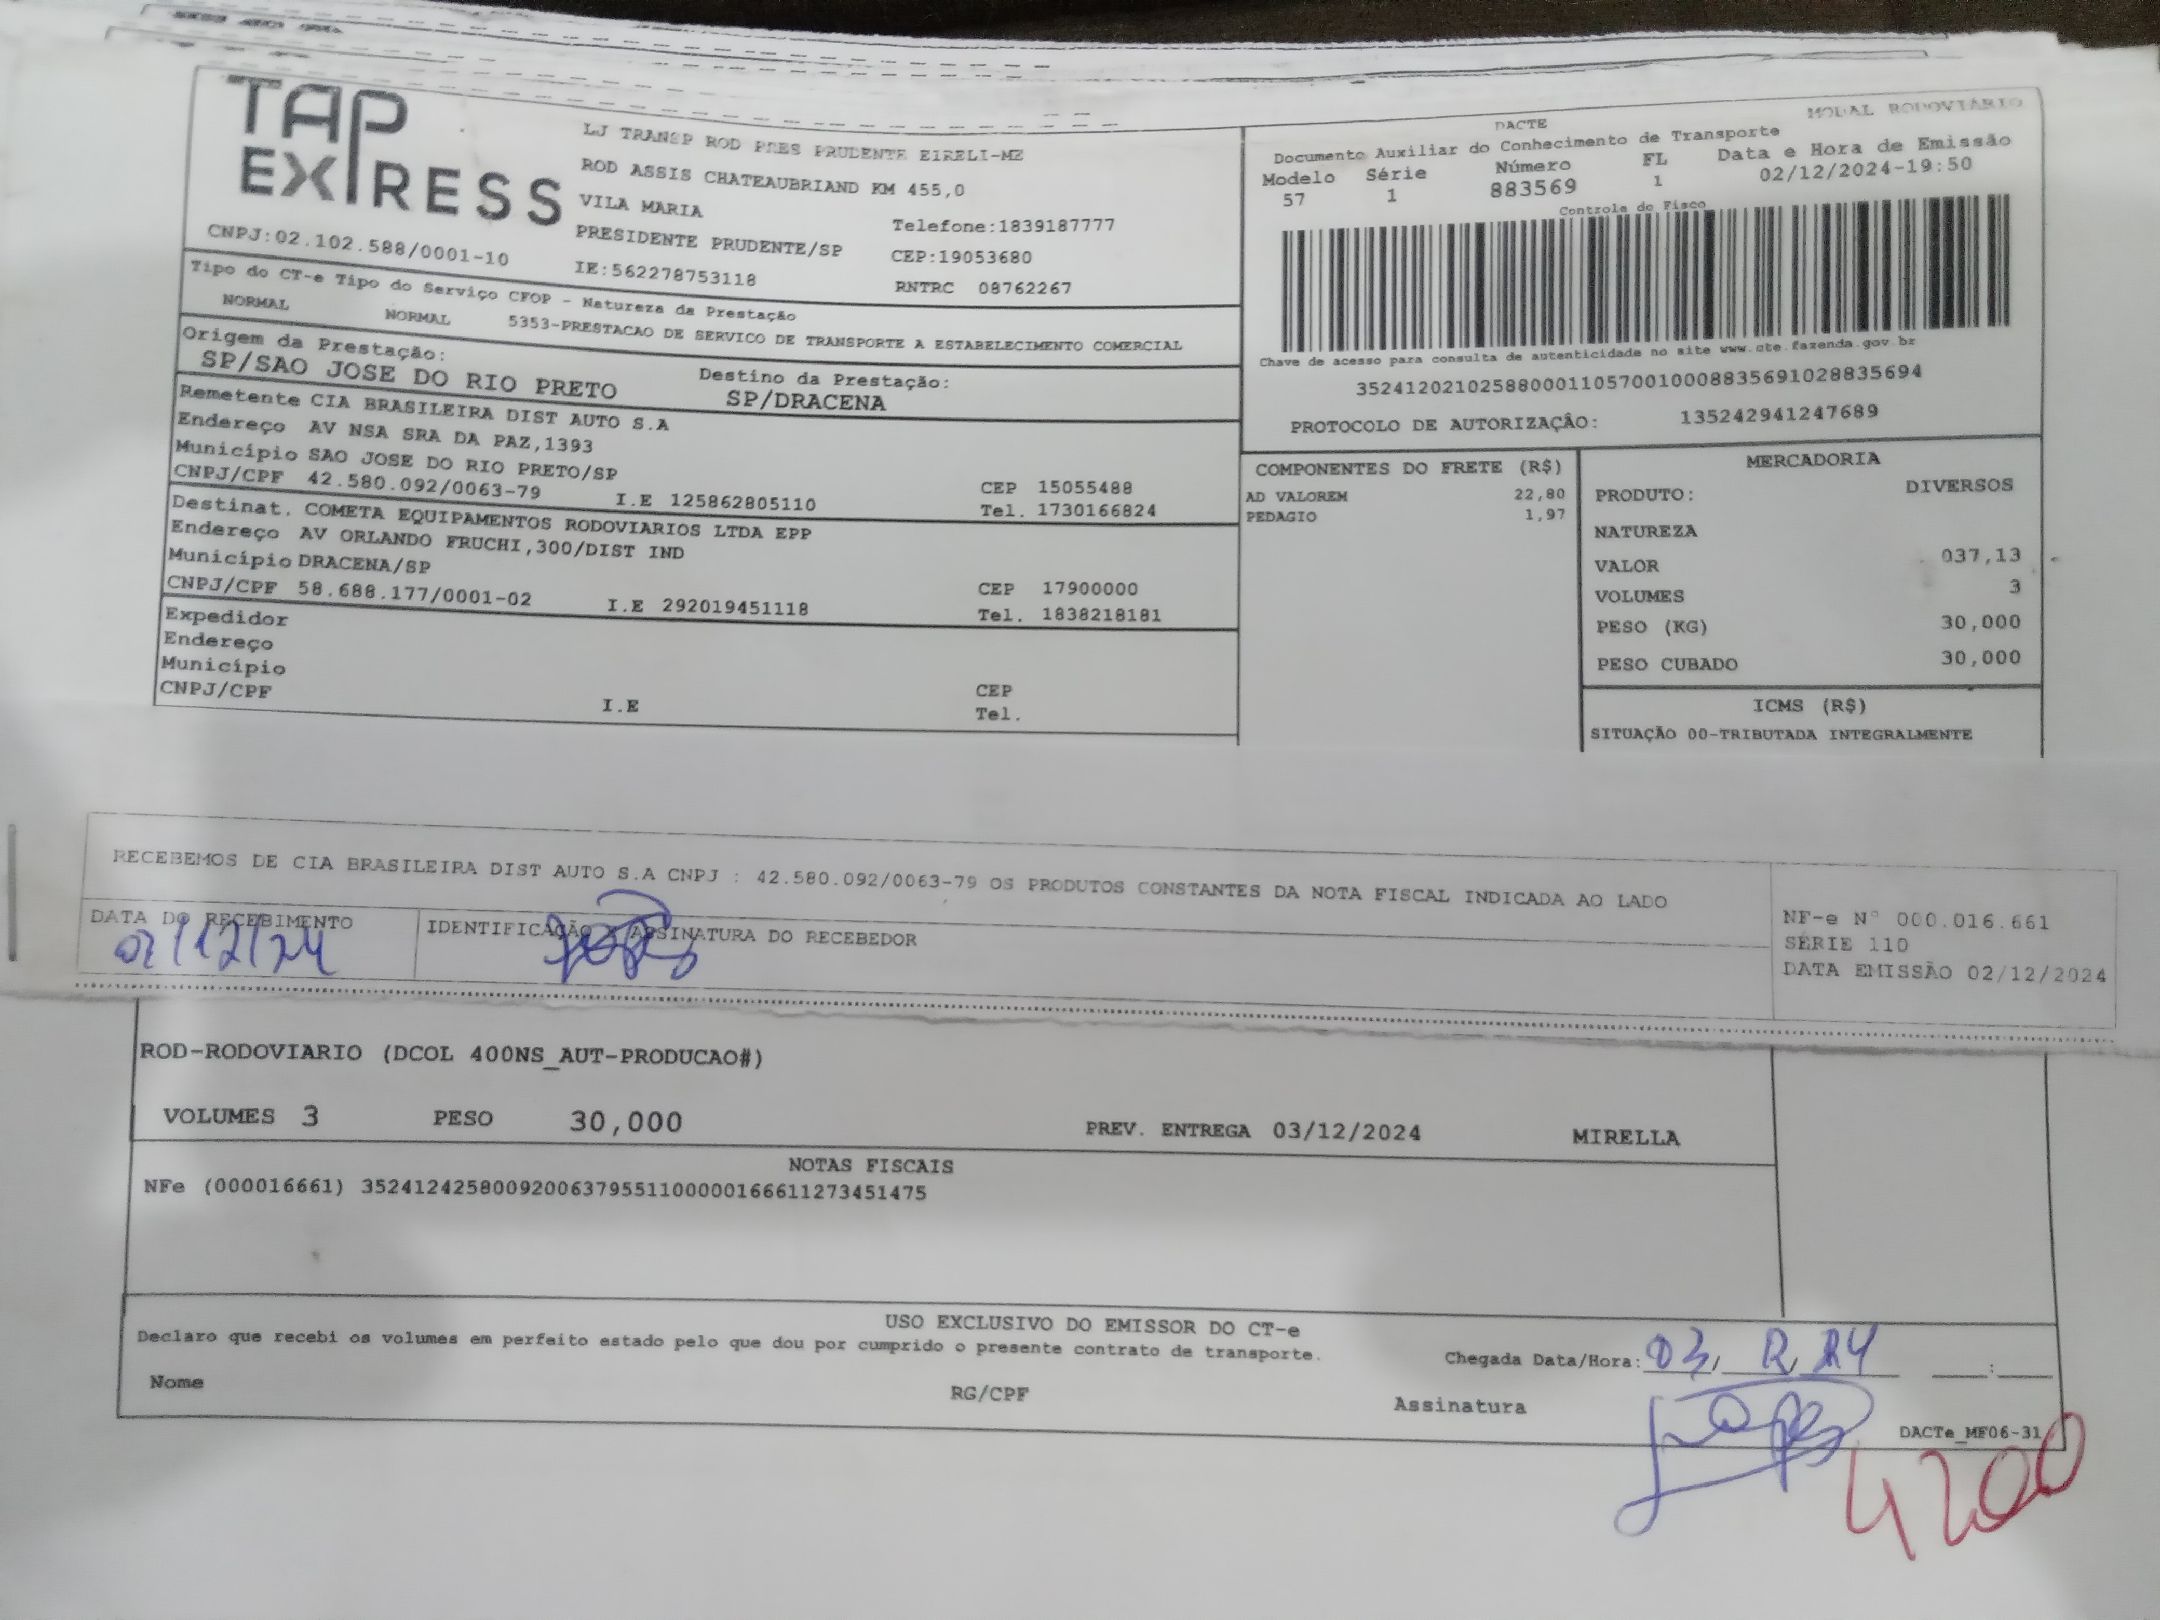 TAP
EXPRESS
CNPJ:02.102.588/0001-10
LJ TRANSP ROD PRES PRUDENTE EIRELI-ME
ROD ASSIS CHATEAUBRIAND KM 455,0
VILA MARIA
Telefone:1839187777
PRESIDENTE PRUDENTE/SP
CEP:19053680
IE:562278753118
RNTRC 08762267
MODAL RODOVIÁRIO
DACTE
Documento Auxiliar do Conhecimento de Transporte
Modelo Série Número FL Data e Hora de Emissão
57 1 883569 1 02/12/2024-19:50
Controle do Fisco
Chave de acesso para consulta de autenticidade no site www.cte.fazenda.gov.br
35241202102588000110570010008835691028835694
PROTOCOLO DE AUTORIZAÇÂO: 135242941247689
Tipo do CT-e Tipo do Serviço CFOP - Natureza da Prestação
NORMAL NORMAL 5353-PRESTACAO DE SERVICO DE TRANSPORTE A ESTABELECIMENTO COMERCIAL
Origem da Prestação: Destino da Prestação:
SP/SAO JOSE DO RIO PRETO SP/DRACENA
Remetente CIA BRASILEIRA DIST AUTO S.A
Endereço AV NSA SRA DA PAZ,1393
Município SAO JOSE DO RIO PRETO/SP CEP 15055488
CNPJ/CPF 42.580.092/0063-79 I.E 125862805110 Tel. 1730166824
Destinat. COMETA EQUIPAMENTOS RODOVIARIOS LTDA EPP
Endereço AV ORLANDO FRUCHI,300/DIST IND
Município DRACENA/SP CEP 17900000
CNPJ/CPF 58.688.177/0001-02 I.E 292019451118 Tel. 1838218181
Expedidor
Endereço
Município CEP
CNPJ/CPF I.E Tel.
COMPONENTES DO FRETE (R$)
AD VALOREM 22,80
PEDAGIO 1,97
MERCADORIA
PRODUTO: DIVERSOS
NATUREZA
VALOR 037,13
VOLUMES 3
PESO (KG) 30,000
PESO CUBADO 30,000
ICMS (R$)
SITUAÇÃO 00-TRIBUTADA INTEGRALMENTE
RECEBEMOS DE CIA BRASILEIRA DIST AUTO S.A CNPJ : 42.580.092/0063-79 OS PRODUTOS CONSTANTES DA NOTA FISCAL INDICADA AO LADO
DATA DO RECEBIMENTO IDENTIFICAÇÃO E ASSINATURA DO RECEBEDOR
NF-e Nº 000.016.661
SÉRIE 110
DATA EMISSÃO 02/12/2024
ROD-RODOVIARIO (DCOL 400NS_AUT-PRODUCAO#)
VOLUMES 3 PESO 30,000 PREV. ENTREGA 03/12/2024 MIRELLA
NOTAS FISCAIS
NFe (000016661) 35241242580092006379551100000166611273451475
USO EXCLUSIVO DO EMISSOR DO CT-e
Declaro que recebi os volumes em perfeito estado pelo que dou por cumprido o presente contrato de transporte.
Chegada Data/Hora:
Nome RG/CPF Assinatura
DACTe_MF06-31
4200